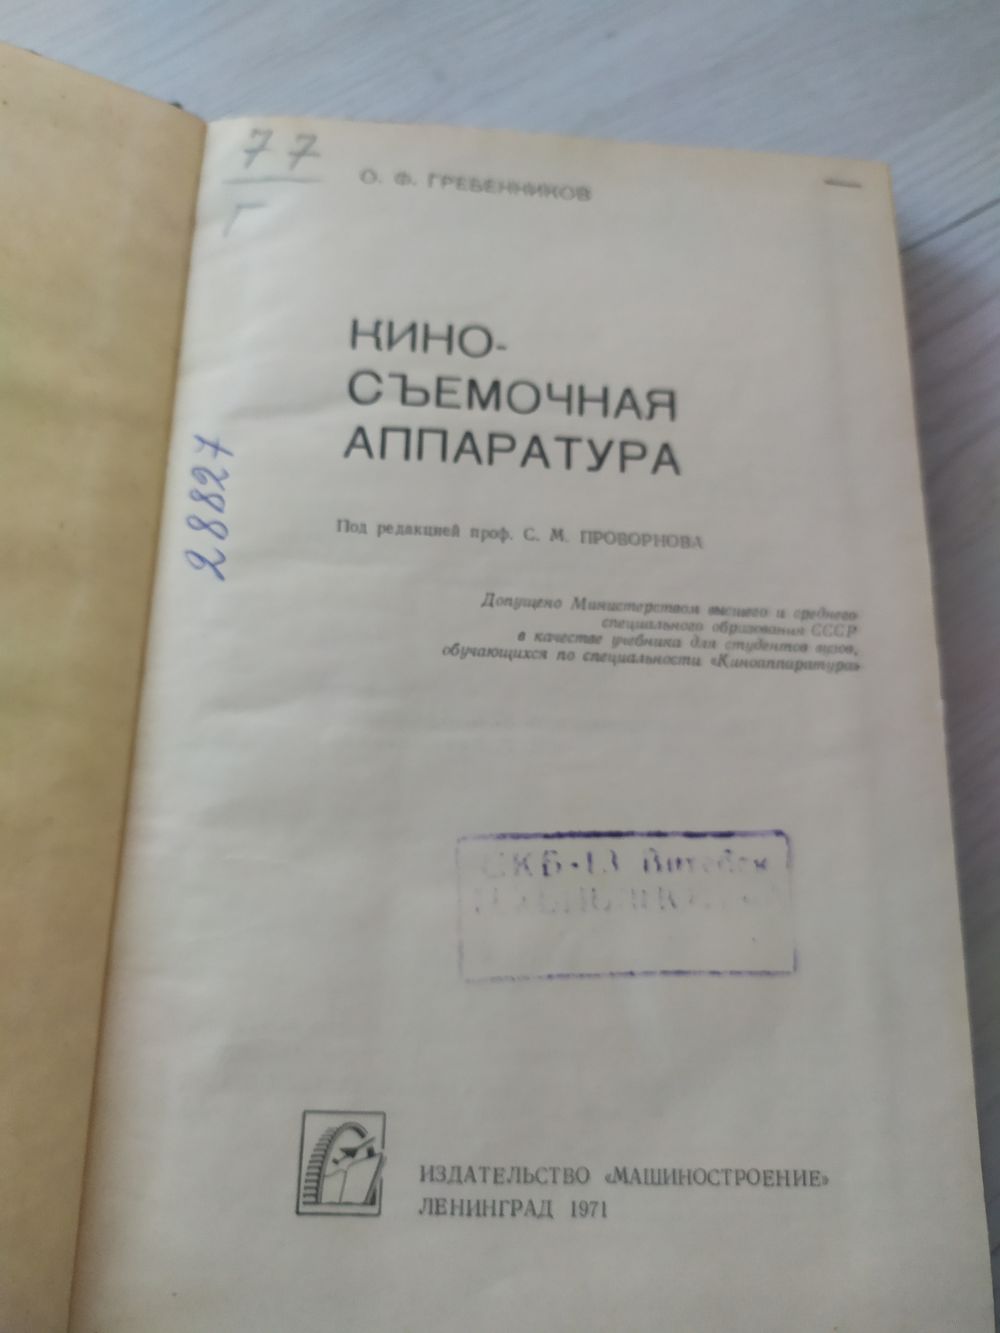 77
Г
О. Ф. ГРЕБЕННИКОВ
КИНО-
СЪЕМОЧНАЯ
АППАРАТУРА
28827
Под редакцией проф. С. М. ПРОВОРНОВА
Допущено Министерством высшего и среднего
специального образования СССР
в качестве учебника для студентов вузов,
обучающихся по специальности «Киноаппаратура»
СКБ-13 Витебск
ИЗДАТЕЛЬСТВО «МАШИНОСТРОЕНИЕ»
ЛЕНИНГРАД 1971